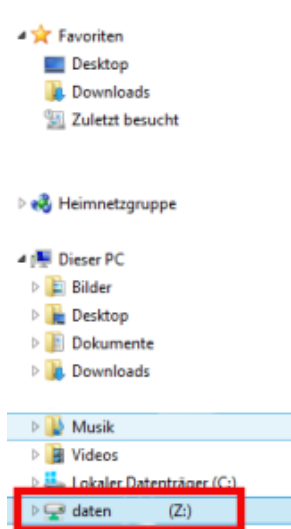 Favoriten
Desktop
Downloads
Zuletzt besucht
Heimnetzgruppe
Dieser PC
Bilder
Desktop
Dokumente
Downloads
Musik
Videos
Lokaler Datenträger (C:)
daten (Z:)